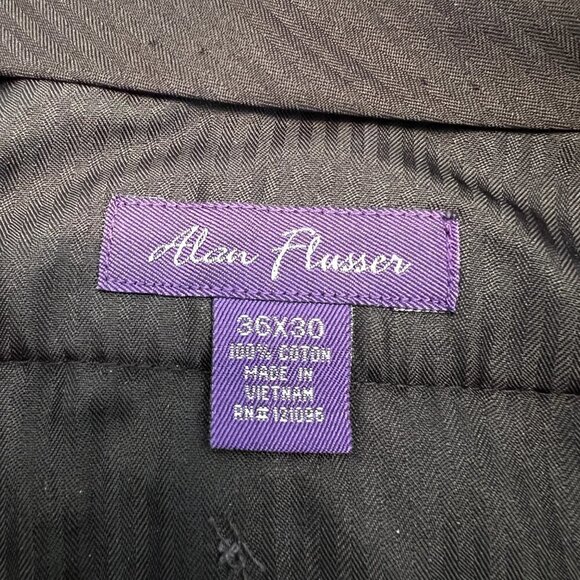 Alan Flusser
36X30
100% COTON
MADE IN
VIETNAM
RN# 121096